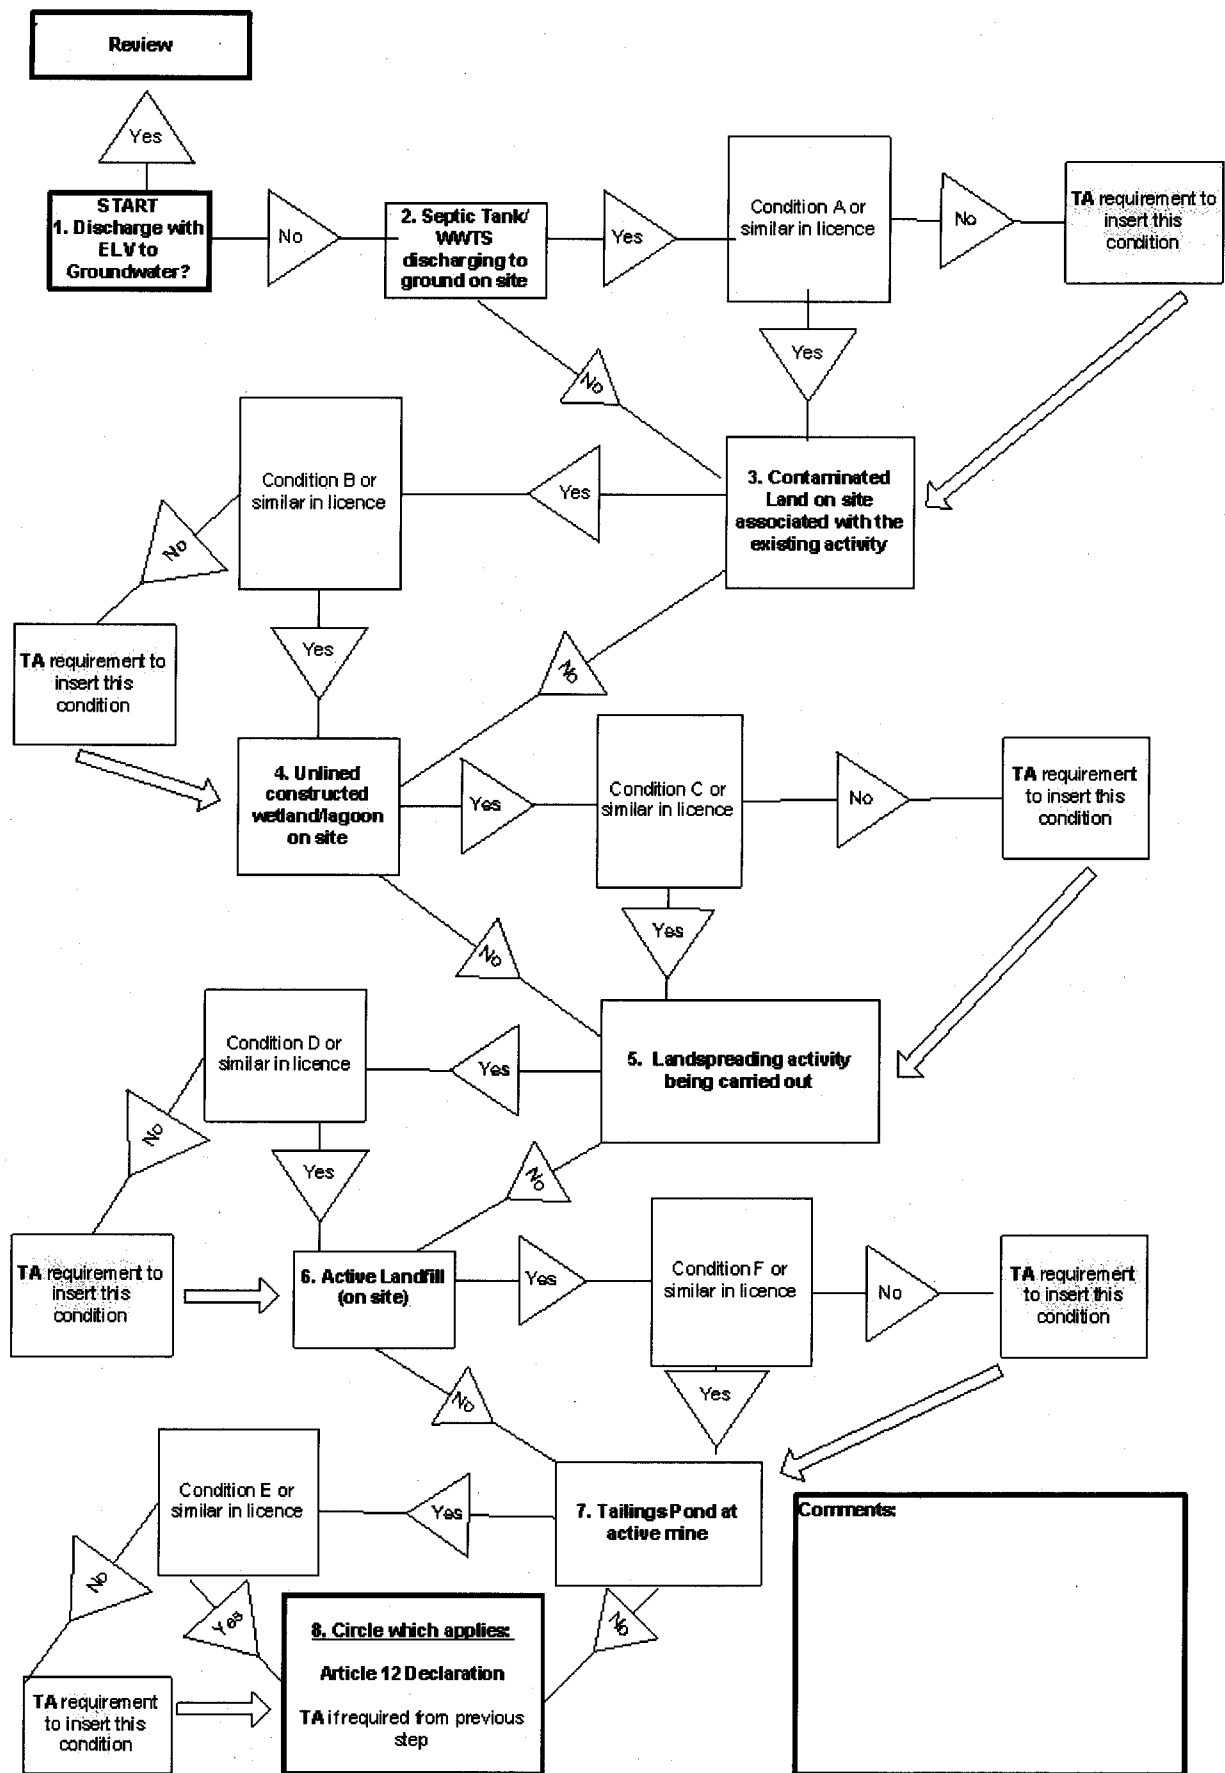 Review
Yes
START
1. Discharge with
ELV to
Groundwater?
No
2. Septic Tank/
WWTS
discharging to
ground on site
Yes
Condition A or
similar in licence
No
TA requirement to
insert this
condition
Yes
No
3. Contaminated
Land on site
associated with the
existing activity
Yes
Condition B or
similar in licence
No
TA requirement to
insert this
condition
Yes
No
4. Unlined
constructed
wetland/lagoon
on site
Yes
Condition C or
similar in licence
No
TA requirement
to insert this
condition
Yes
No
5. Landspreading activity
being carried out
Yes
Condition D or
similar in licence
No
TA requirement to
insert this
condition
Yes
No
6. Active Landfill
(on site)
Yes
Condition F or
similar in licence
No
TA requirement
to insert this
condition
Yes
No
7. Tailings Pond at
active mine
Yes
Condition E or
similar in licence
No
TA requirement
to insert this
condition
Yes
No
8. Circle which applies:
Article 12 Declaration
TA if required from previous
step
Comments: